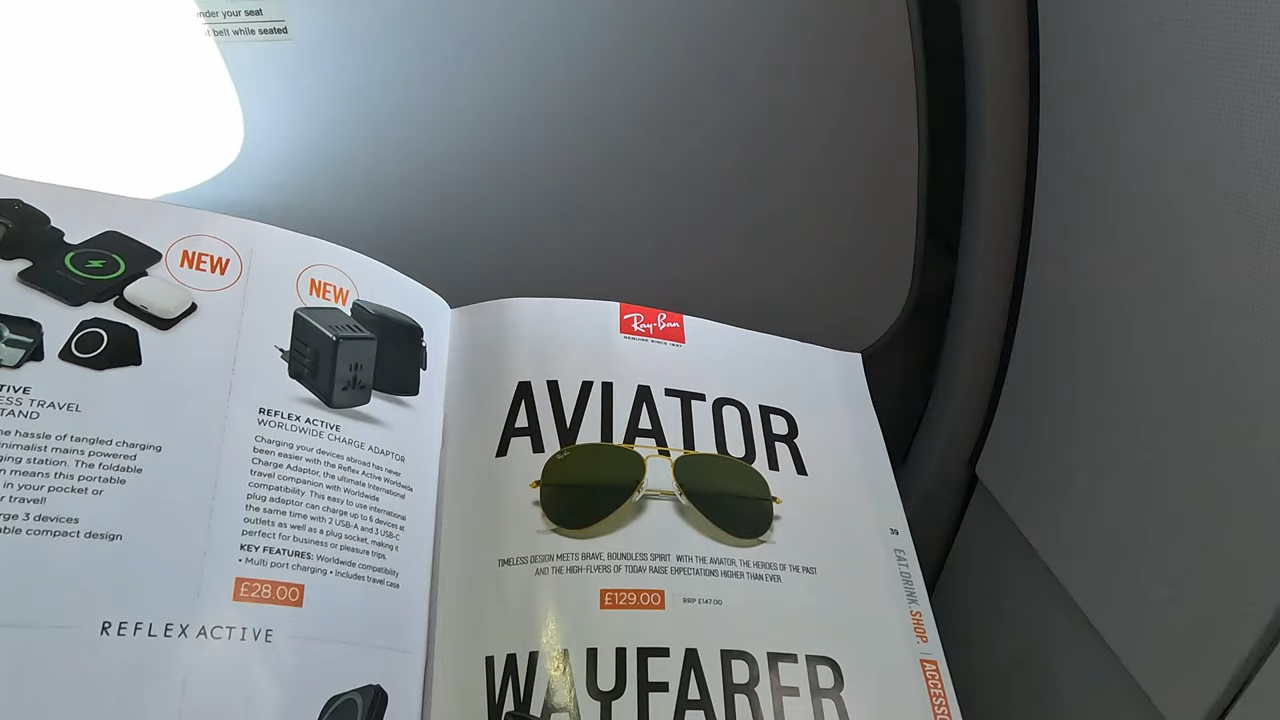 nder your seat
t belt while seated
NEW
TIVE
ESS TRAVEL
TAND
he hassle of tangled charging
inimalist mains powered
ging station. The foldable
n means this portable
in your pocket or
r travel!
rge 3 devices
able compact design
NEW
REFLEX ACTIVE
WORLDWIDE CHARGE ADAPTOR
Charging your devices abroad has never
been easier with the Reflex Active Worldwide
Charge Adaptor, the ultimate International
travel companion with Worldwide
compatibility. This easy to use international
plug adaptor can charge up to 6 devices at
the same time with 2 USB-A and 3 USB-C
outlets as well as a plug socket, making it
perfect for business or pleasure trips.
KEY FEATURES: Worldwide compatibility
• Multi port charging • Includes travel case
£28.00
REFLEX ACTIVE
Ray-Ban
GENUINE SINCE 1937
AVIATOR
Ray-Ban
TIMELESS DESIGN MEETS BRAVE, BOUNDLESS SPIRIT. WITH THE AVIATOR, THE HEROES OF THE PAST
AND THE HIGH-FLYERS OF TODAY RAISE EXPECTATIONS HIGHER THAN EVER.
£129.00 RRP £147.00
WAYFARER
39
EAT.DRINK.SHOP. | ACCESSO